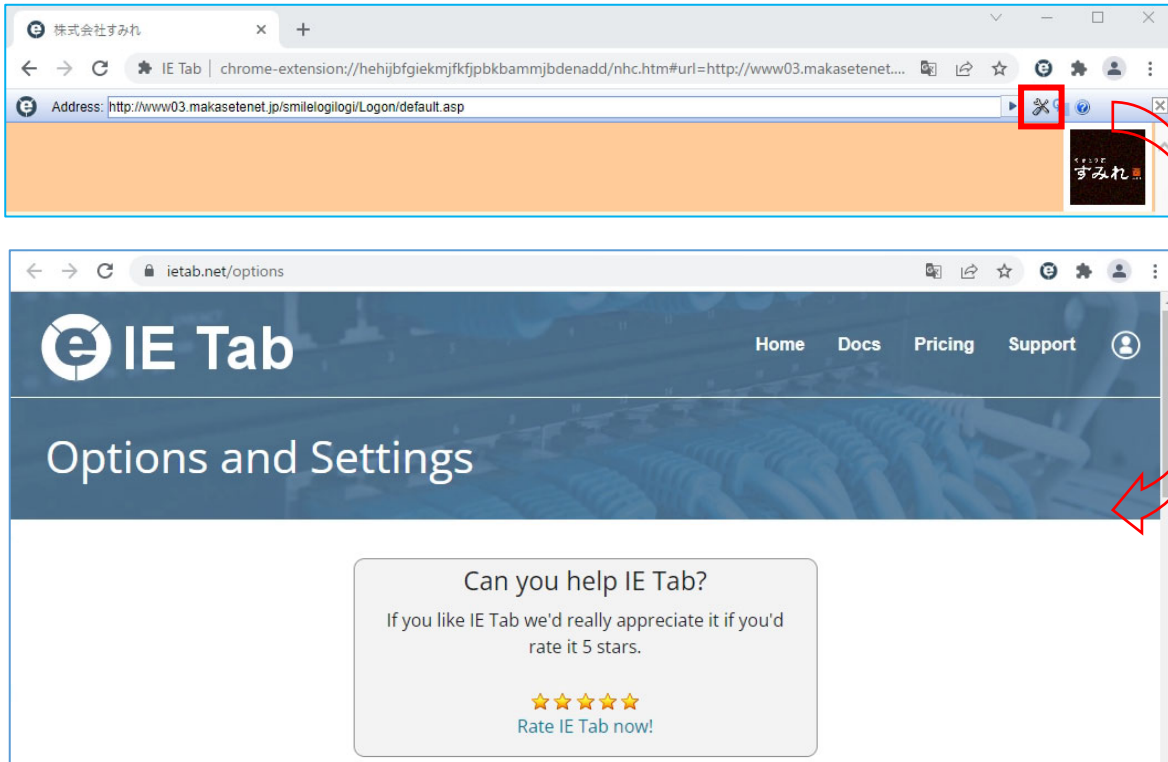 株式会社すみれ
IE Tab | chrome-extension://hehijbfgiekmjfkfjpbkbammjbdenadd/nhc.htm#url=http://www03.makasetenet....
Address: http://www03.makasetenet.jp/smilelogilogi/Logon/default.asp
すみれ
ietab.net/options
IE Tab
Home Docs Pricing Support
Options and Settings
Can you help IE Tab?
If you like IE Tab we'd really appreciate it if you'd
rate it 5 stars.
Rate IE Tab now!